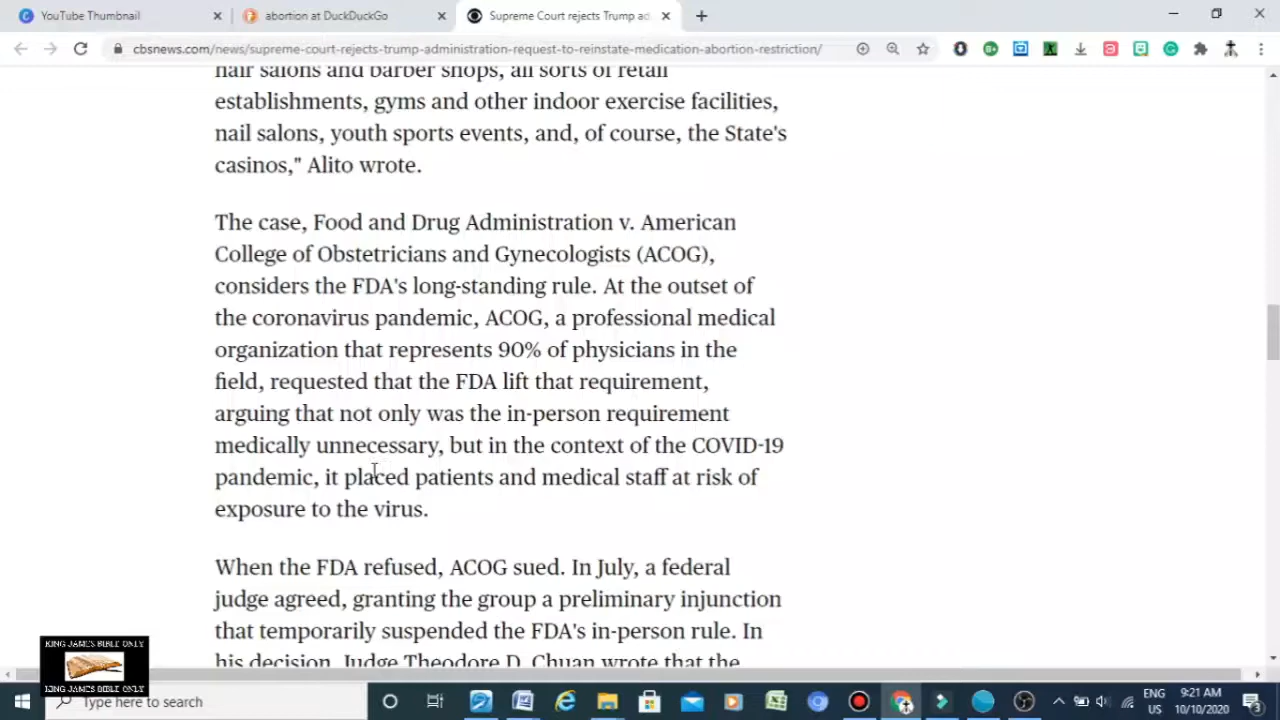 YouTube Thumbnail
abortion at DuckDuckGo
Supreme Court rejects Trump ad
cbsnews.com/news/supreme-court-rejects-trump-administration-request-to-reinstate-medication-abortion-restriction/
hair salons and barber shops, all sorts of retail
establishments, gyms and other indoor exercise facilities,
nail salons, youth sports events, and, of course, the State's
casinos," Alito wrote.
The case, Food and Drug Administration v. American
College of Obstetricians and Gynecologists (ACOG),
considers the FDA's long-standing rule. At the outset of
the coronavirus pandemic, ACOG, a professional medical
organization that represents 90% of physicians in the
field, requested that the FDA lift that requirement,
arguing that not only was the in-person requirement
medically unnecessary, but in the context of the COVID-19
pandemic, it placed patients and medical staff at risk of
exposure to the virus.
When the FDA refused, ACOG sued. In July, a federal
judge agreed, granting the group a preliminary injunction
that temporarily suspended the FDA's in-person rule. In
his decision, Judge Theodore D. Chuan wrote that the
KING JAMES BIBLE ONLY
KING JAMES BIBLE ONLY
Type here to search
ENG
US
9:21 AM
10/10/2020
3